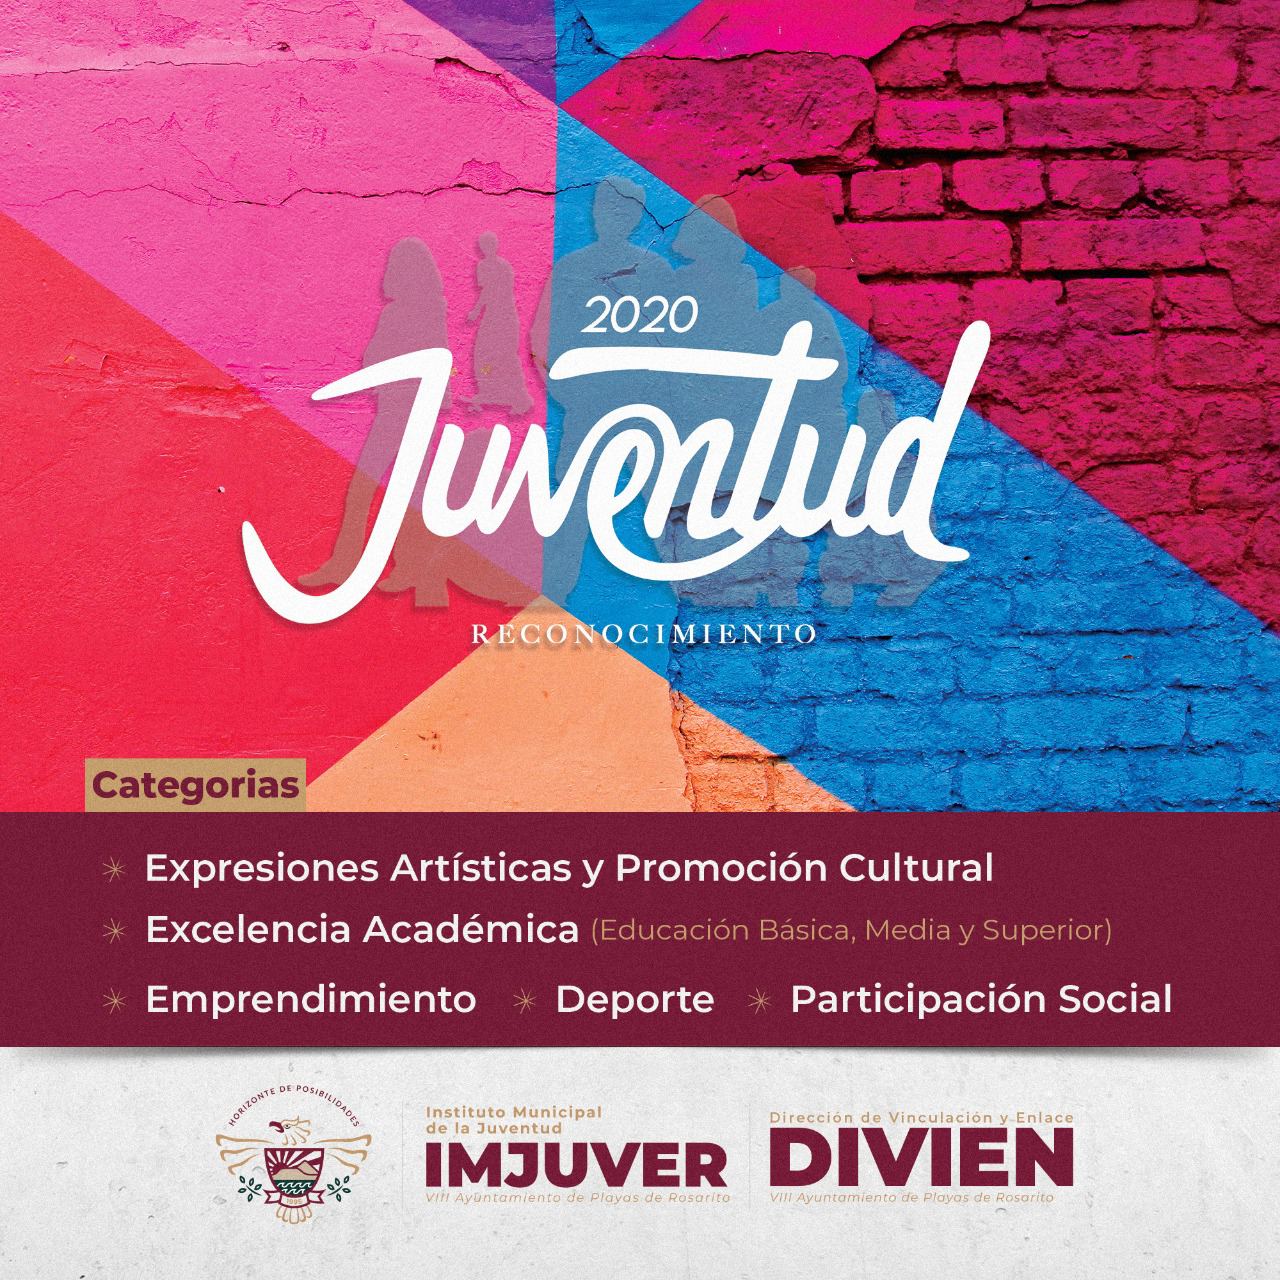 2020
Juventud
RECONOCIMIENTO
Categorias
Expresiones Artísticas y Promoción Cultural
Excelencia Académica (Educación Básica, Media y Superior)
Emprendimiento Deporte Participación Social
HORIZONTE DE POSIBILIDADES
1995
Instituto Municipal
de la Juventud
IMJUVER
VIII Ayuntamiento de Playas de Rosarito
Dirección de Vinculación y Enlace
DIVIEN
VIII Ayuntamiento de Playas de Rosarito